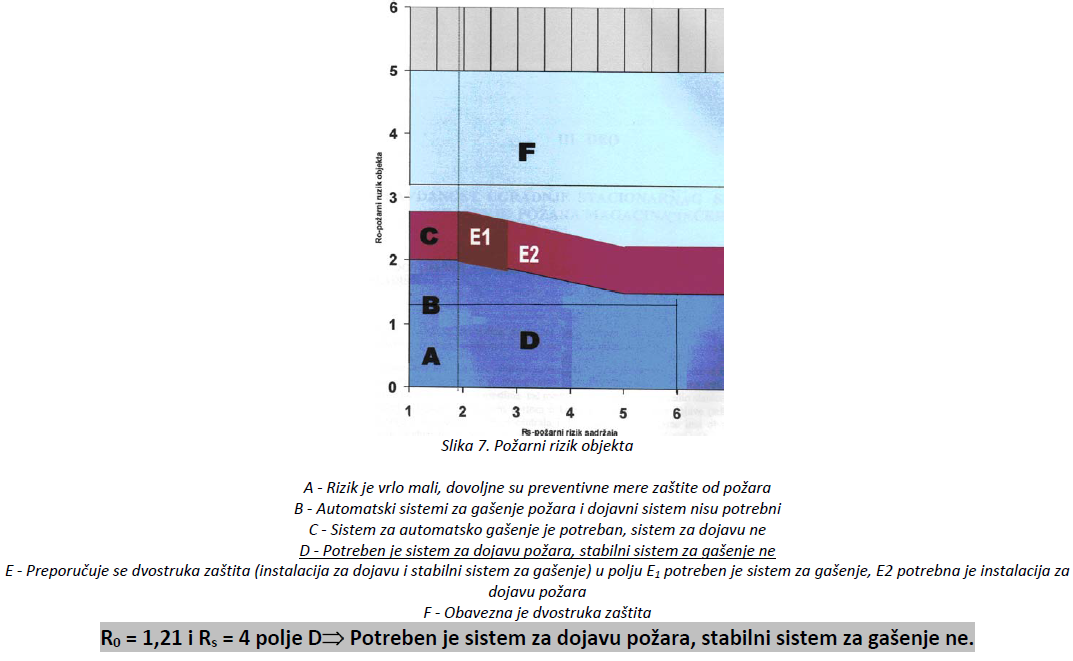 6
5
4
3
2
1
0
Ro-požarni ruzik objekta
F
C
E1
E2
B
D
A
1 2 3 4 5 6
Rs-požarni rizik sadržaja
Slika 7. Požarni rizik objekta
A - Rizik je vrlo mali, dovoljne su preventivne mere zaštite od požara
B - Automatski sistemi za gašenje požara i dojavni sistem nisu potrebni
C - Sistem za automatsko gašenje je potreban, sistem za dojavu ne
D - Potreben je sistem za dojavu požara, stabilni sistem za gašenje ne
E - Preporučuje se dvostruka zaštita (instalacija za dojavu i stabilni sistem za gašenje) u polju E₁ potreben je sistem za gašenje, E2 potrebna je instalacija za
dojavu požara
F - Obavezna je dvostruka zaštita
R₀ = 1,21 i Rₛ = 4 polje D⇒ Potreben je sistem za dojavu požara, stabilni sistem za gašenje ne.